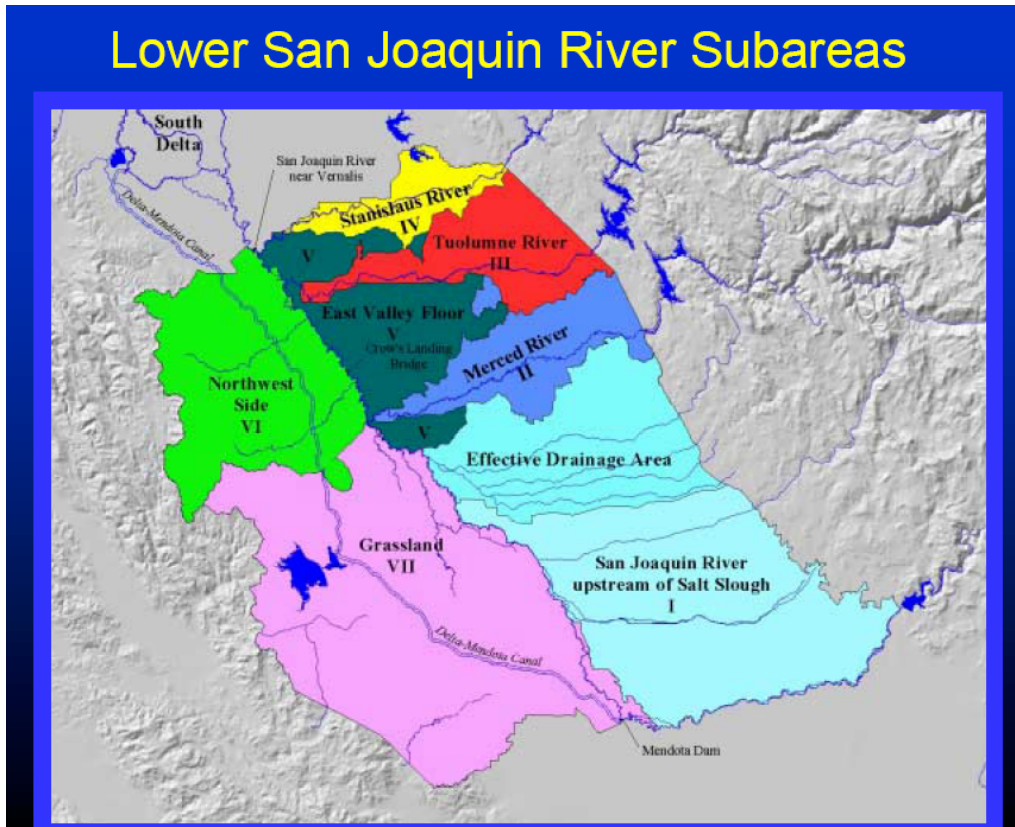 Lower San Joaquin River Subareas
South
Delta
San Joaquin River
near Vernalis
Delta-Mendota Canal
Stanislaus River
IV
V
Tuolumne River
III
East Valley Floor
V
Crow's Landing
Bridge
Merced River
II
Northwest
Side
VI
V
Effective Drainage Area
Grassland
VII
San Joaquin River
upstream of Salt Slough
I
Delta-Mendota Canal
Mendota Dam